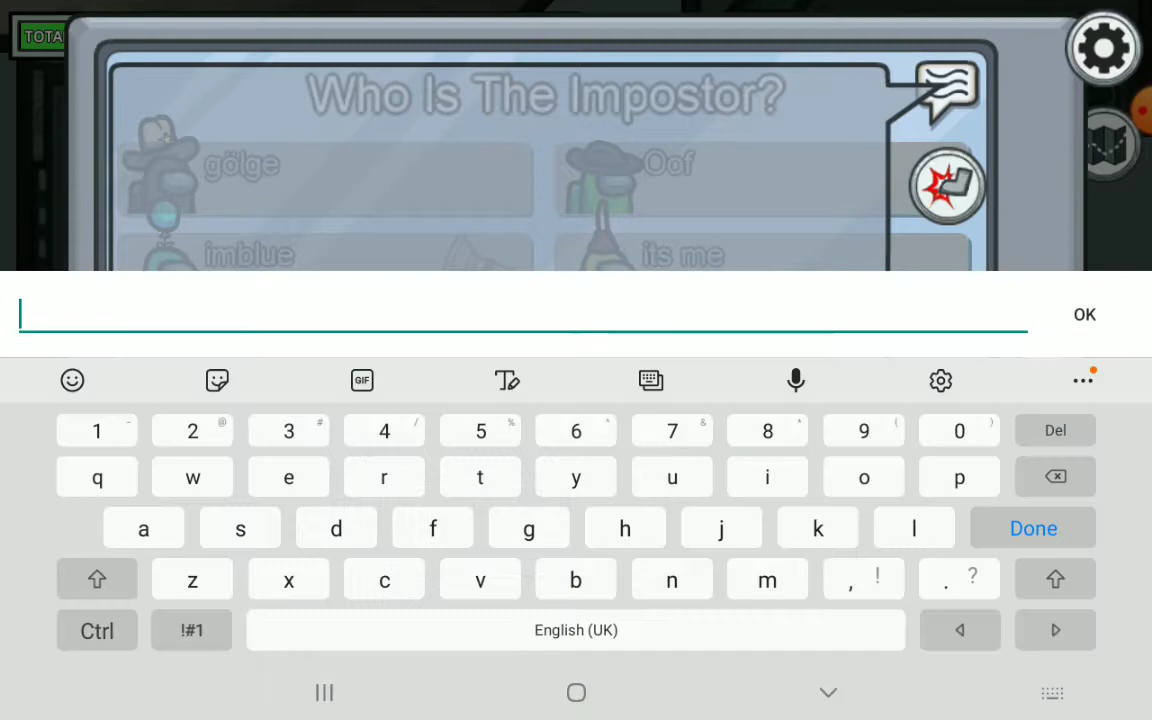 TOTA
Who Is The Impostor?
gölge
Oof
imblue
its me
OK
GIF
1 - 2 @ 3 # 4 / 5 % 6 ^ 7 & 8 * 9 ( 0 ) Del
q w e r t y u i o p
a s d f g h j k l Done
z x c v b n m , ! . ?
Ctrl !#1 English (UK)